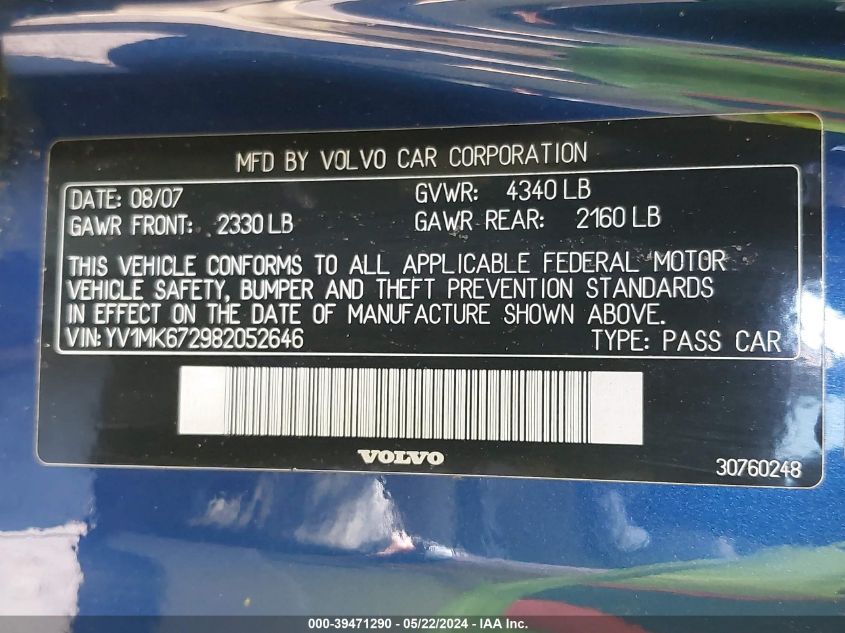 MFD BY VOLVO CAR CORPORATION
DATE: 08/07 GVWR: 4340 LB
GAWR FRONT: 2330 LB GAWR REAR: 2160 LB
THIS VEHICLE CONFORMS TO ALL APPLICABLE FEDERAL MOTOR
VEHICLE SAFETY, BUMPER AND THEFT PREVENTION STANDARDS
IN EFFECT ON THE DATE OF MANUFACTURE SHOWN ABOVE.
VIN: YV1MK672982052646 TYPE: PASS CAR
VOLVO
30760248
000-39471290 - 05/22/2024 - IAA Inc.